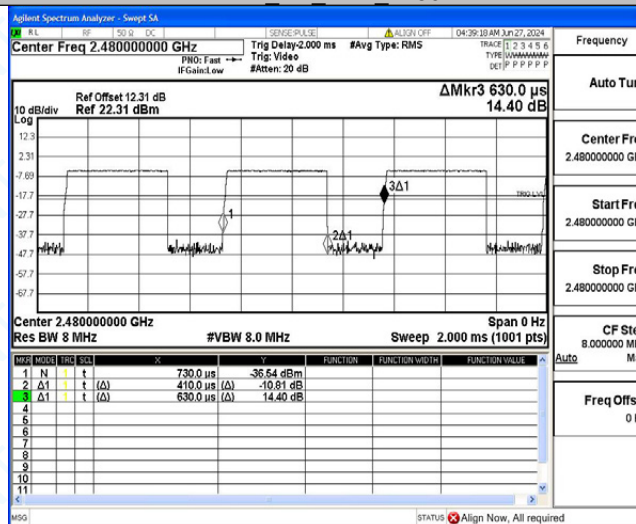 Agilent Spectrum Analyzer - Swept SA
RL RF 50 Ω DC SENSE:PULSE ALIGN OFF 04:39:18 AM Jun 27, 2024
Center Freq 2.480000000 GHz
PNO: Fast
IFGain:Low
Trig Delay-2.000 ms
Trig: Video
#Atten: 20 dB
#Avg Type: RMS
TRACE 1 2 3 4 5 6
TYPE
DET P P P P P P
Ref Offset 12.31 dB
10 dB/div Ref 22.31 dBm
Log
ΔMkr3 630.0 µs
14.40 dB
12.3
2.31
-7.69
-17.7
-27.7
-37.7
-47.7
-57.7
-67.7
TRIG LVL
1
2Δ1
3Δ1
Center 2.480000000 GHz Span 0 Hz
Res BW 8 MHz #VBW 8.0 MHz Sweep 2.000 ms (1001 pts)
MKR MODE TRC SCL X Y FUNCTION FUNCTION WIDTH FUNCTION VALUE
1 N 1 t 730.0 µs -36.54 dBm
2 Δ1 1 t (Δ) 410.0 µs (Δ) -10.81 dB
3 Δ1 1 t (Δ) 630.0 µs (Δ) 14.40 dB
4
5
6
7
8
9
10
11
MSG STATUS Align Now, All required
Frequency
Auto Tun
Center Fre
2.480000000 GH
Start Fre
2.480000000 GH
Stop Fre
2.480000000 GH
CF Ste
8.000000 MH
Auto M
Freq Offs
0 H